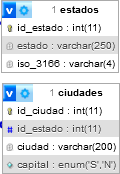 v 1 estados
id_estado : int(11)
estado : varchar(250)
iso_3166 : varchar(4)
v 1 ciudades
id_ciudad : int(11)
# id_estado : int(11)
ciudad : varchar(200)
capital : enum('S','N')